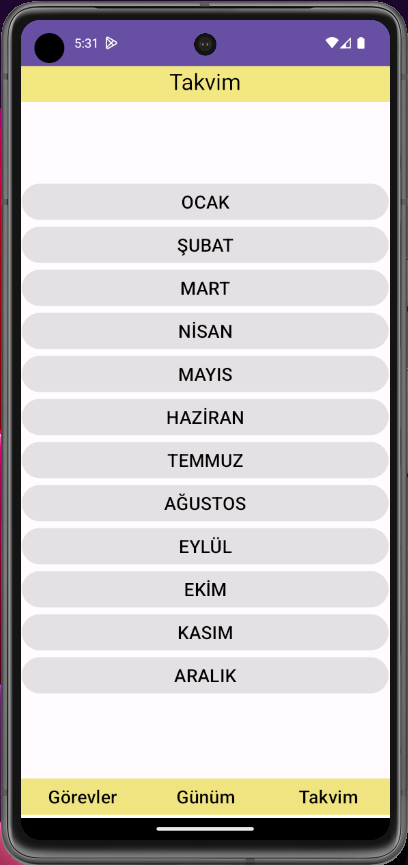 5:31
Takvim
OCAK
ŞUBAT
MART
NİSAN
MAYIS
HAZİRAN
TEMMUZ
AĞUSTOS
EYLÜL
EKİM
KASIM
ARALIK
Görevler Günüm Takvim